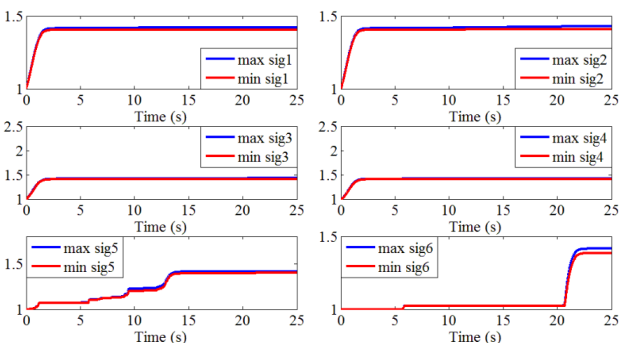 1.5
1
max sig1
min sig1
0 5 10 15 20 25
Time (s)
1.5
1
max sig2
min sig2
0 5 10 15 20 25
Time (s)
2.5
2
1.5
1
max sig3
min sig3
0 5 10 15 20 25
Time (s)
2.5
2
1.5
1
max sig4
min sig4
0 5 10 15 20 25
Time (s)
1.5
1
max sig5
min sig5
0 5 10 15 20 25
Time (s)
1.5
1
max sig6
min sig6
0 5 10 15 20 25
Time (s)